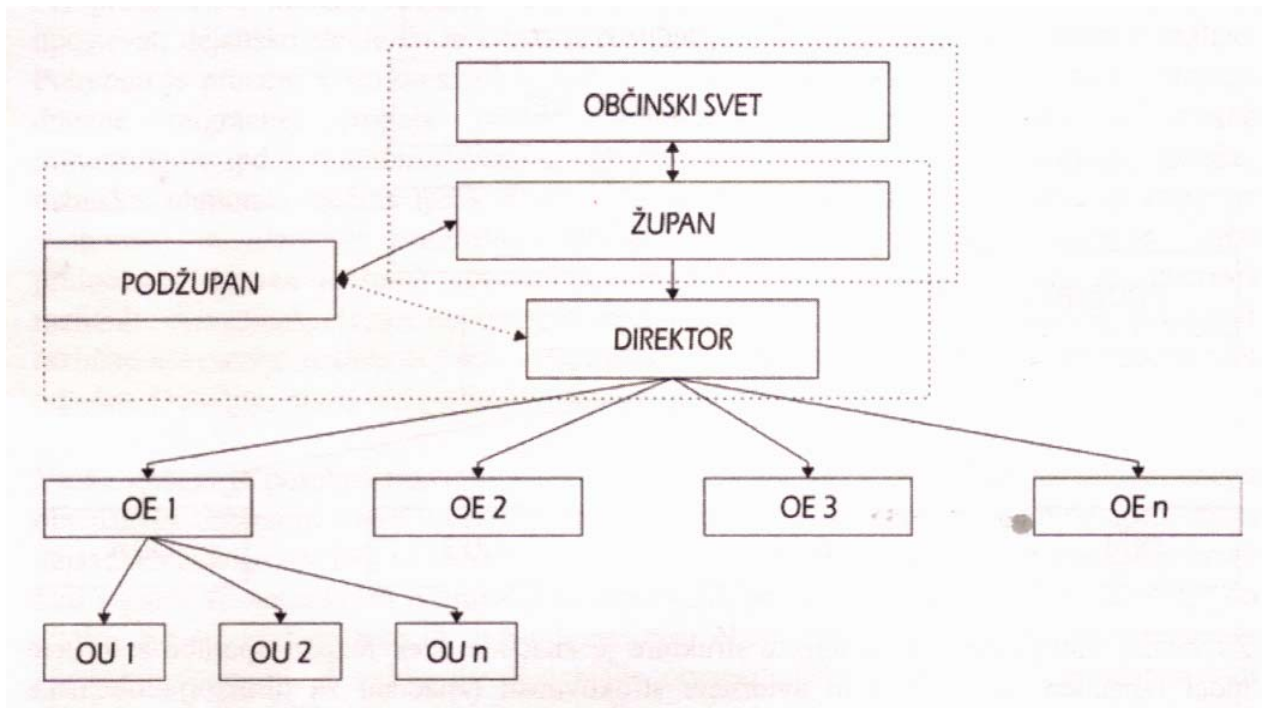 OBČINSKI SVET
ŽUPAN
PODŽUPAN
DIREKTOR
OE 1
OE 2
OE 3
OE n
OU 1
OU 2
OU n